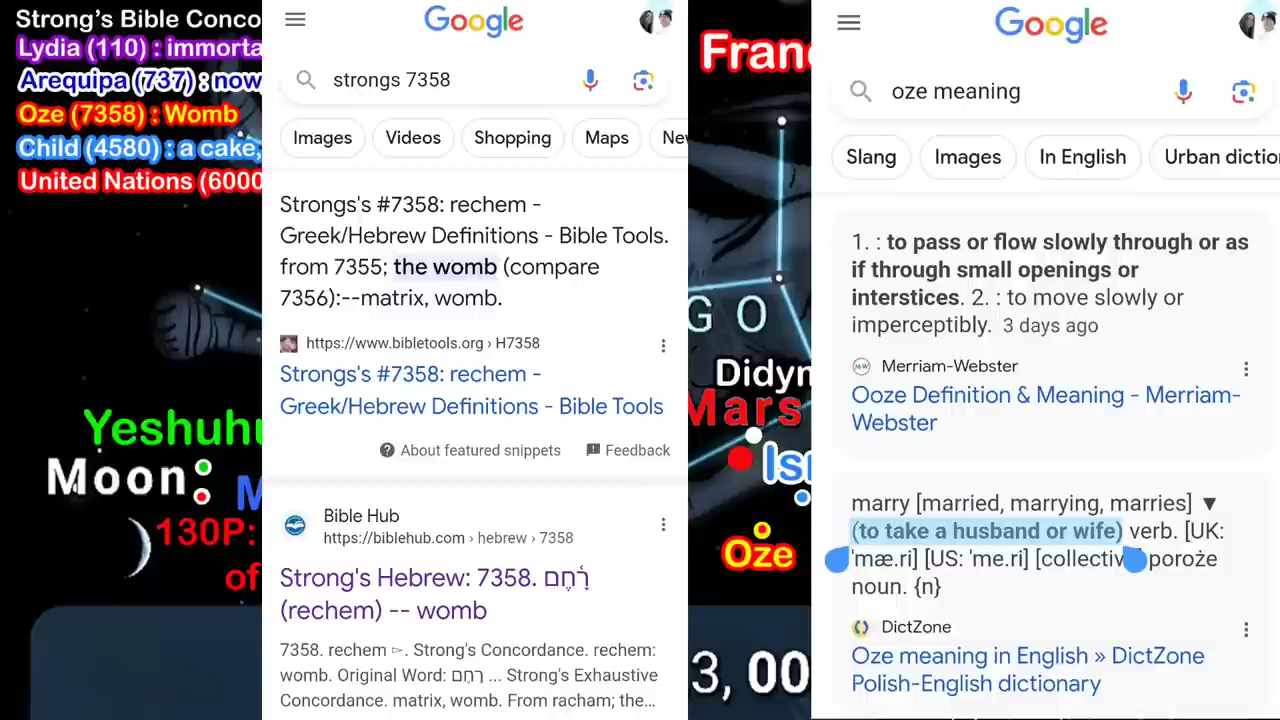 Strong's Bible Conco
Lydia (110) : immorta
Arequipa (737) : now
Oze (7358) : Womb
Child (4580) : a cake,
United Nations (6000
Yeshuhu
Moon:
M
130P:
of
Google
strongs 7358
Images
Videos
Shopping
Maps
Nev
Strongs's #7358: rechem -
Greek/Hebrew Definitions - Bible Tools.
from 7355; the womb (compare
7356):--matrix, womb.
https://www.bibletools.org › H7358
Strongs's #7358: rechem -
Greek/Hebrew Definitions - Bible Tools
About featured snippets
Feedback
Bible Hub
https://biblehub.com › hebrew › 7358
Strong's Hebrew: 7358. רָ֫חֶם
(rechem) -- womb
7358. rechem ▻. Strong's Concordance. rechem:
womb. Original Word: רֶחֶם ... Strong's Exhaustive
Concordance. matrix, womb. From racham; the...
Franc
G O
Didyn
Mars
Isr
Oze
3, 00
Google
oze meaning
Slang
Images
In English
Urban dictior
1. : to pass or flow slowly through or as
if through small openings or
interstices. 2. : to move slowly or
imperceptibly. 3 days ago
M-W
Merriam-Webster
Ooze Definition & Meaning - Merriam-
Webster
marry [married, marrying, marries] ▼
(to take a husband or wife) verb. [UK:
ˈmæ.ri] [US: ˈme.ri] [collectiv poroże
noun. {n}
DictZone
Oze meaning in English » DictZone
Polish-English dictionary